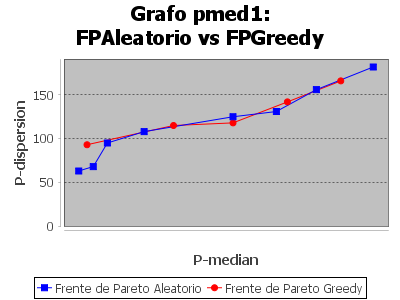 Grafo pmed1:
FPAleatorio vs FPGreedy
P-dispersion
150
100
50
0
P-median
Frente de Pareto Aleatorio Frente de Pareto Greedy